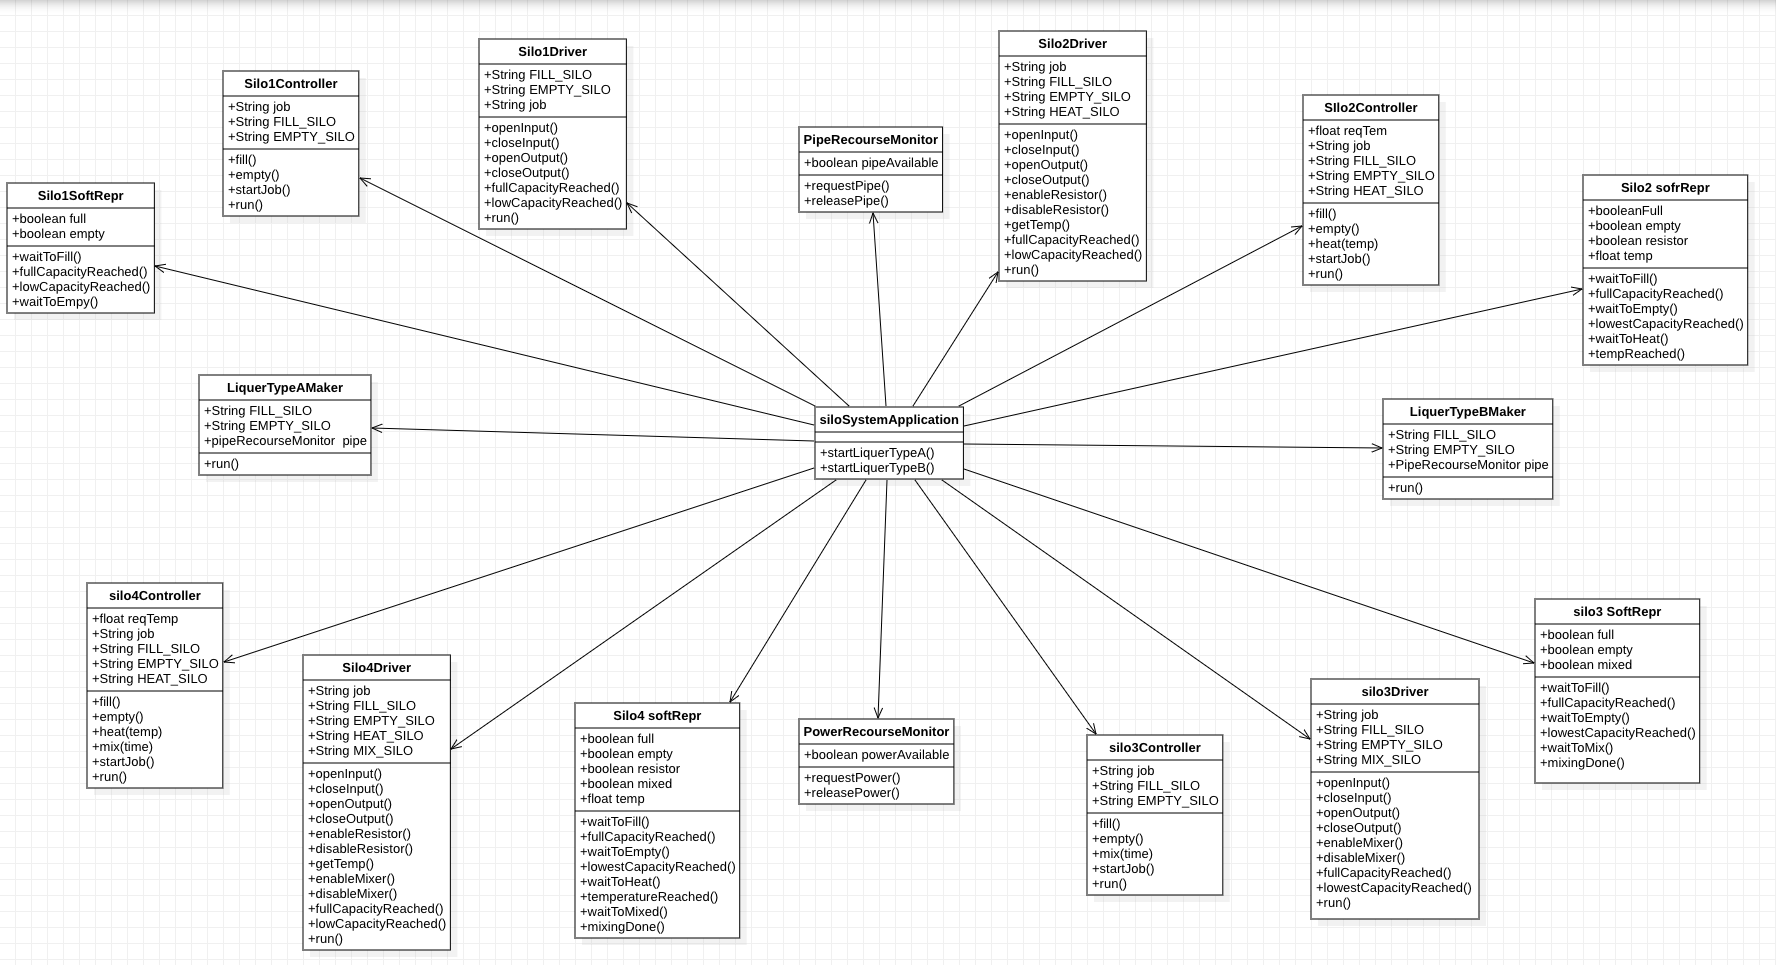 Silo1SoftRepr
+boolean full
+boolean empty
+waitToFill()
+fullCapacityReached()
+lowCapacityReached()
+waitToEmpy()
Silo1Controller
+String job
+String FILL_SILO
+String EMPTY_SILO
+fill()
+empty()
+startJob()
+run()
Silo1Driver
+String FILL_SILO
+String EMPTY_SILO
+String job
+openInput()
+closeInput()
+openOutput()
+closeOutput()
+fullCapacityReached()
+lowCapacityReached()
+run()
PipeRecourseMonitor
+boolean pipeAvailable
+requestPipe()
+releasePipe()
Silo2Driver
+String job
+String FILL_SILO
+String EMPTY_SILO
+String HEAT_SILO
+openInput()
+closeInput()
+openOutput()
+closeOutput()
+enableResistor()
+disableResistor()
+getTemp()
+fullCapacityReached()
+lowCapacityReached()
+run()
SIlo2Controller
+float reqTem
+String job
+String FILL_SILO
+String EMPTY_SILO
+String HEAT_SILO
+fill()
+empty()
+heat(temp)
+startJob()
+run()
Silo2 sofrRepr
+booleanFull
+boolean empty
+boolean resistor
+float temp
+waitToFill()
+fullCapacityReached()
+waitToEmpty()
+lowestCapacityReached()
+waitToHeat()
+tempReached()
LiquerTypeAMaker
+String FILL_SILO
+String EMPTY_SILO
+pipeRecourseMonitor  pipe
+run()
siloSystemApplication
+startLiquerTypeA()
+startLiquerTypeB()
LiquerTypeBMaker
+String FILL_SILO
+String EMPTY_SILO
+PipeRecourseMonitor pipe
+run()
silo4Controller
+float reqTemp
+String job
+String FILL_SILO
+String EMPTY_SILO
+String HEAT_SILO
+fill()
+empty()
+heat(temp)
+mix(time)
+startJob()
+run()
Silo4Driver
+String job
+String FILL_SILO
+String EMPTY_SILO
+String HEAT_SILO
+String MIX_SILO
+openInput()
+closeInput()
+openOutput()
+closeOutput()
+enableResistor()
+disableResistor()
+getTemp()
+enableMixer()
+disableMixer()
+fullCapacityReached()
+lowCapacityReached()
+run()
Silo4 softRepr
+boolean full
+boolean empty
+boolean resistor
+boolean mixed
+float temp
+waitToFill()
+fullCapacityReached()
+waitToEmpty()
+lowestCapacityReached()
+waitToHeat()
+temperatureReached()
+waitToMixed()
+mixingDone()
PowerRecourseMonitor
+boolean powerAvailable
+requestPower()
+releasePower()
silo3Controller
+String job
+String FILL_SILO
+String EMPTY_SILO
+fill()
+empty()
+mix(time)
+startJob()
+run()
silo3Driver
+String job
+String FILL_SILO
+String EMPTY_SILO
+String MIX_SILO
+openInput()
+closeInput()
+openOutput()
+closeOutput()
+enableMixer()
+disableMixer()
+fullCapacityReached()
+lowestCapacityReached()
+run()
silo3 SoftRepr
+boolean full
+boolean empty
+boolean mixed
+waitToFill()
+fullCapacityReached()
+waitToEmpty()
+lowestCapacityReached()
+waitToMix()
+mixingDone()